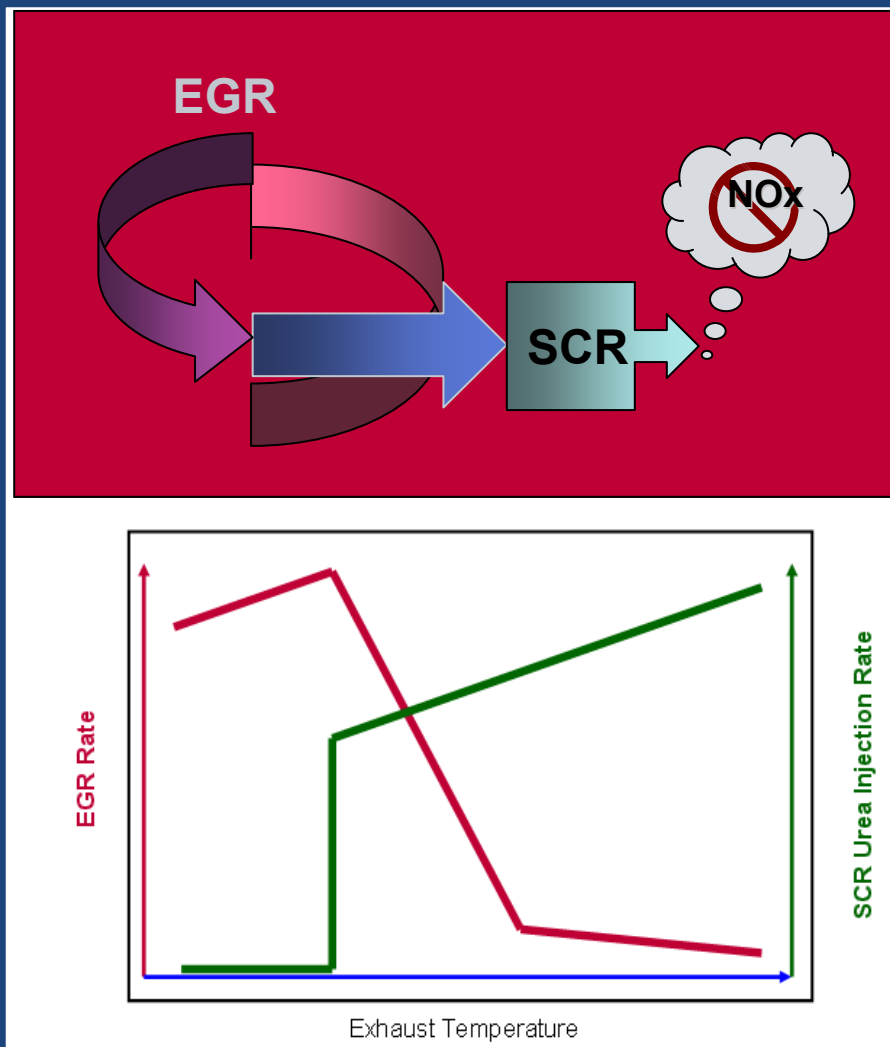 EGR
NOx
SCR
EGR Rate
SCR Urea Injection Rate
Exhaust Temperature